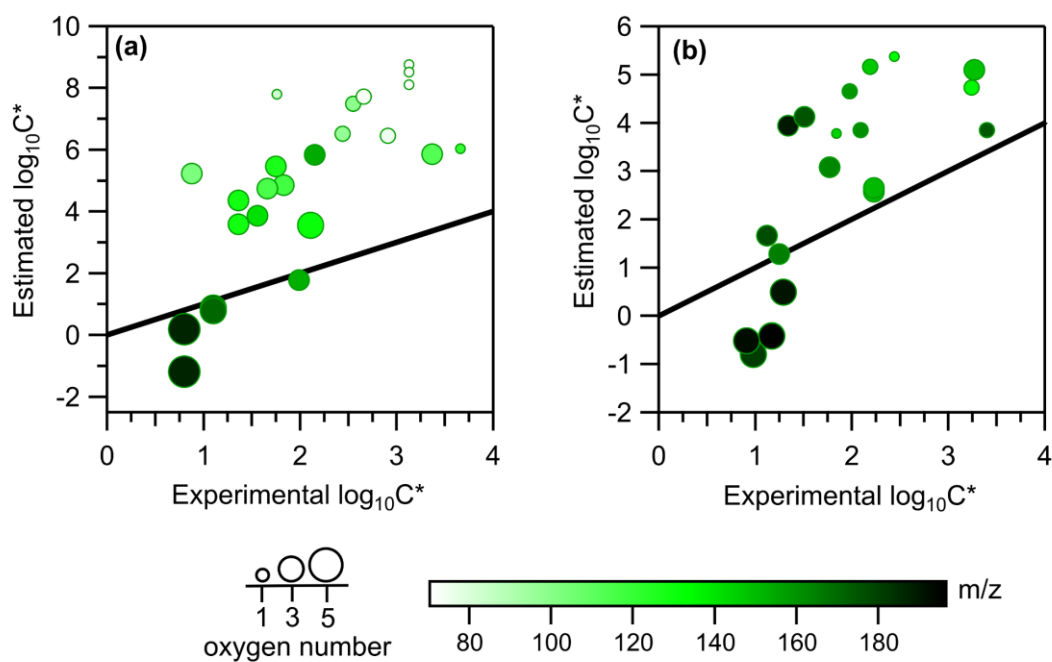 (a)
10
8
6
4
2
0
-2
Estimated log₁₀C*
0 1 2 3 4
Experimental log₁₀C*
(b)
6
5
4
3
2
1
0
-1
-2
Estimated log₁₀C*
0 1 2 3 4
Experimental log₁₀C*
1 3 5
oxygen number
m/z
80 100 120 140 160 180